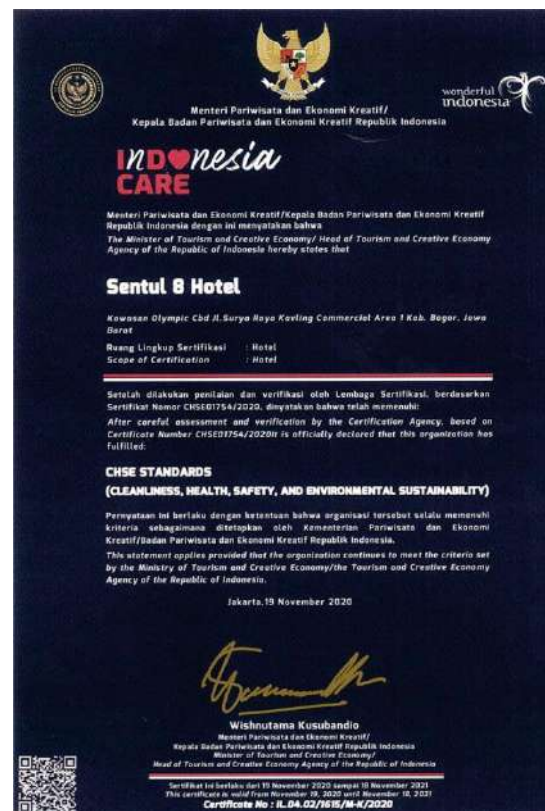 Menteri Pariwisata dan Ekonomi Kreatif/
Kepala Badan Pariwisata dan Ekonomi Kreatif Republik Indonesia
wonderful
indonesia
INDONESIA
CARE
Menteri Pariwisata dan Ekonomi Kreatif/Kepala Badan Pariwisata dan Ekonomi Kreatif
Republik Indonesia dengan ini menyatakan bahwa
The Minister of Tourism and Creative Economy/ Head of Tourism and Creative Economy
Agency of the Republic of Indonesia hereby states that
Sentul 8 Hotel
Kawasan Olympic Cbd Jl.Surya Raya Kavling Commercial Area 1 Kab. Bogor, Jawa
Barat
Ruang Lingkup Sertifikasi : Hotel
Scope of Certification : Hotel
Setelah dilakukan penilaian dan verifikasi oleh Lembaga Sertifikasi, berdasarkan
Sertifikat Nomor CHSE01754/2020, dinyatakan bahwa telah memenuhi:
After careful assessment and verification by the Certification Agency, based on
Certificate Number CHSE01754/2020it is officially declared that this organization has
fulfilled:
CHSE STANDARDS
(CLEANLINESS, HEALTH, SAFETY, AND ENVIRONMENTAL SUSTAINABILITY)
Pernyataan ini berlaku dengan ketentuan bahwa organisasi tersebut selalu memenuhi
kriteria sebagaimana ditetapkan oleh Kementerian Pariwisata dan Ekonomi
Kreatif/Badan Pariwisata dan Ekonomi Kreatif Republik Indonesia.
This statement applies provided that the organization continues to meet the criteria set
by the Ministry of Tourism and Creative Economy/the Tourism and Creative Economy
Agency of the Republic of Indonesia.
Jakarta,19 November 2020
Wishnutama Kusubandio
Menteri Pariwisata dan Ekonomi Kreatif/
Kepala Badan Pariwisata dan Ekonomi Kreatif Republik Indonesia
Minister of Tourism and Creative Economy/
Head of Tourism and Creative Economy Agency of the Republic of Indonesia
Sertifikat ini berlaku dari 19 November 2020 sampai 18 November 2021
This certificate is valid from November 19, 2020 until November 18, 2021
Certificate No : IL.04.02/1615/M-K/2020